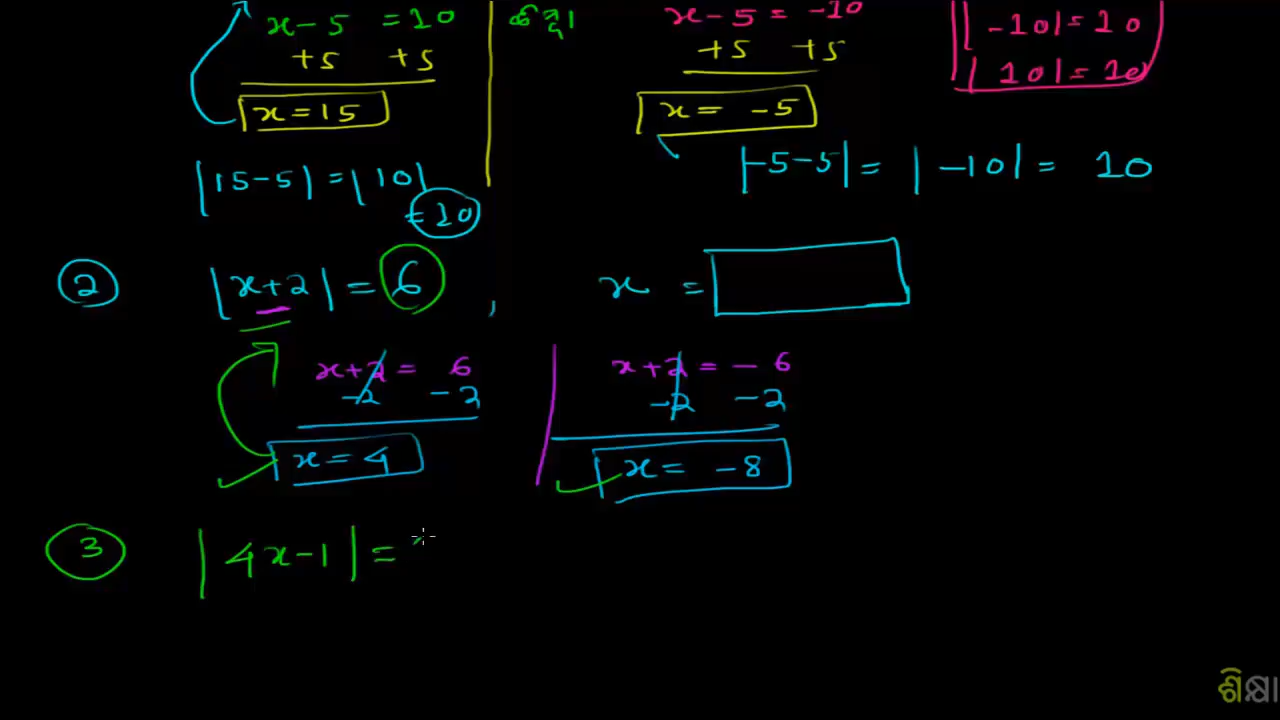 x-5 = 10
+5 +5
x=15
|15-5| = |10|
= 10
x-5 = -10
+5 +5
x = -5
|-5-5| = |-10| = 10
|-10| = 10
|10| = 10
2 |x+2| = 6, x =
x+2 = 6
-2 -2
x = 4
x+2 = -6
-2 -2
x = -8
3 |4x-1| =
ଶିକ୍ଷା